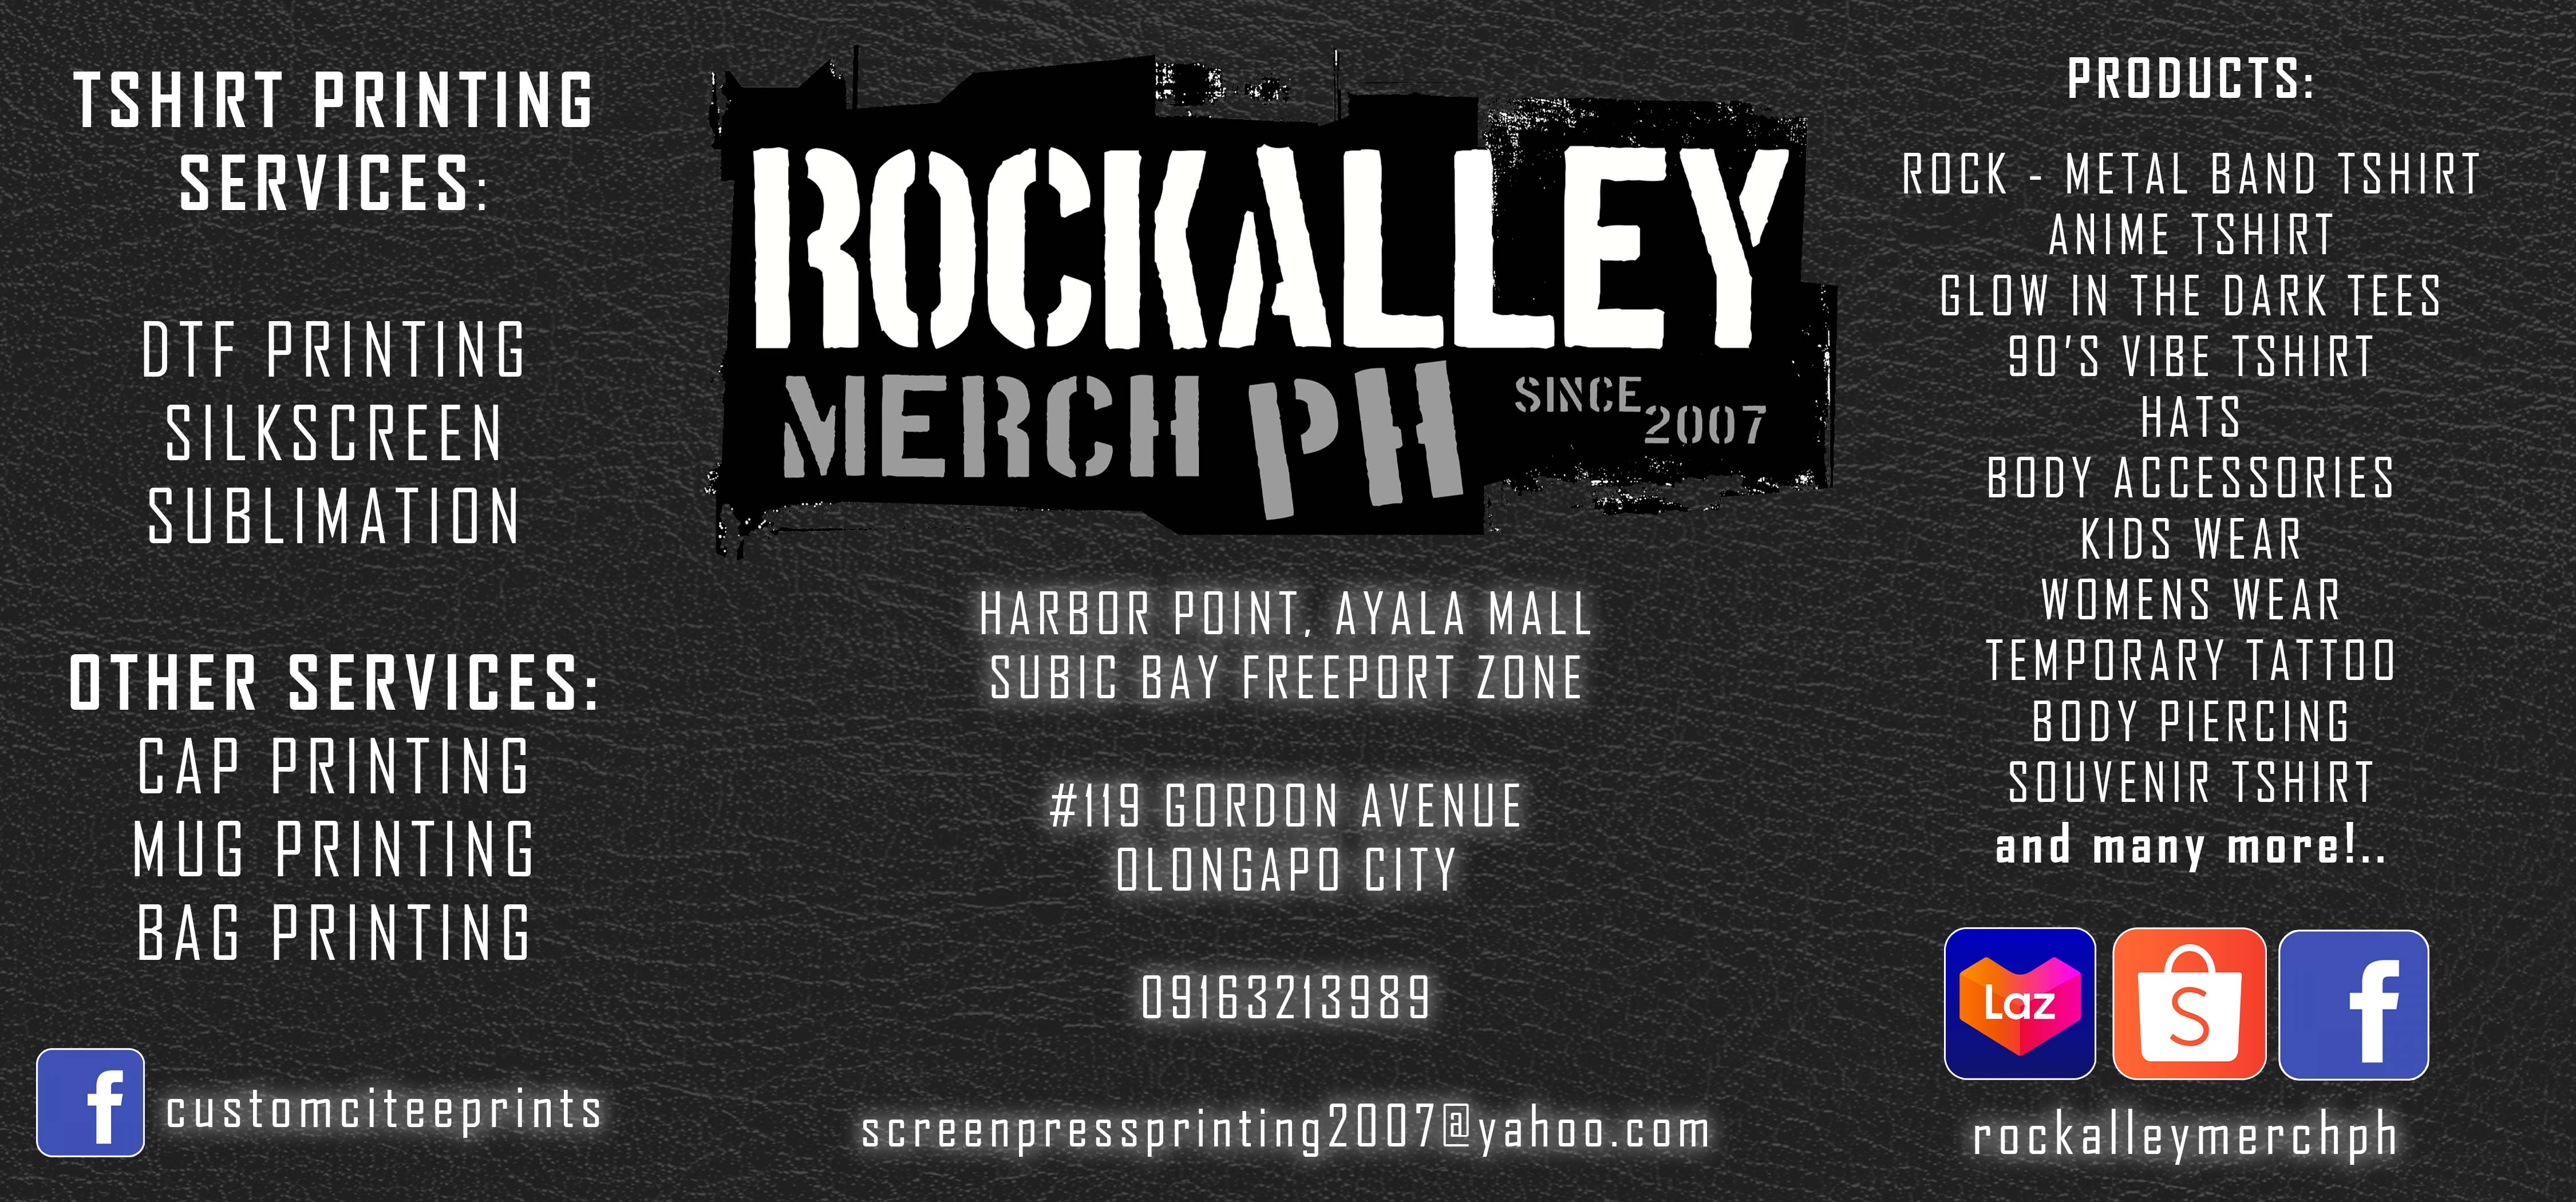 TSHIRT PRINTING
SERVICES:
DTF PRINTING
SILKSCREEN
SUBLIMATION
OTHER SERVICES:
CAP PRINTING
MUG PRINTING
BAG PRINTING
f
customciteeprints
ROCKALLEY
MERCH PH
SINCE 2007
HARBOR POINT, AYALA MALL
SUBIC BAY FREEPORT ZONE
#119 GORDON AVENUE
OLONGAPO CITY
09163213989
screenpressprinting2007@yahoo.com
PRODUCTS:
ROCK - METAL BAND TSHIRT
ANIME TSHIRT
GLOW IN THE DARK TEES
90'S VIBE TSHIRT
HATS
BODY ACCESSORIES
KIDS WEAR
WOMENS WEAR
TEMPORARY TATTOO
BODY PIERCING
SOUVENIR TSHIRT
and many more!..
Laz
S
f
rockalleymerchph